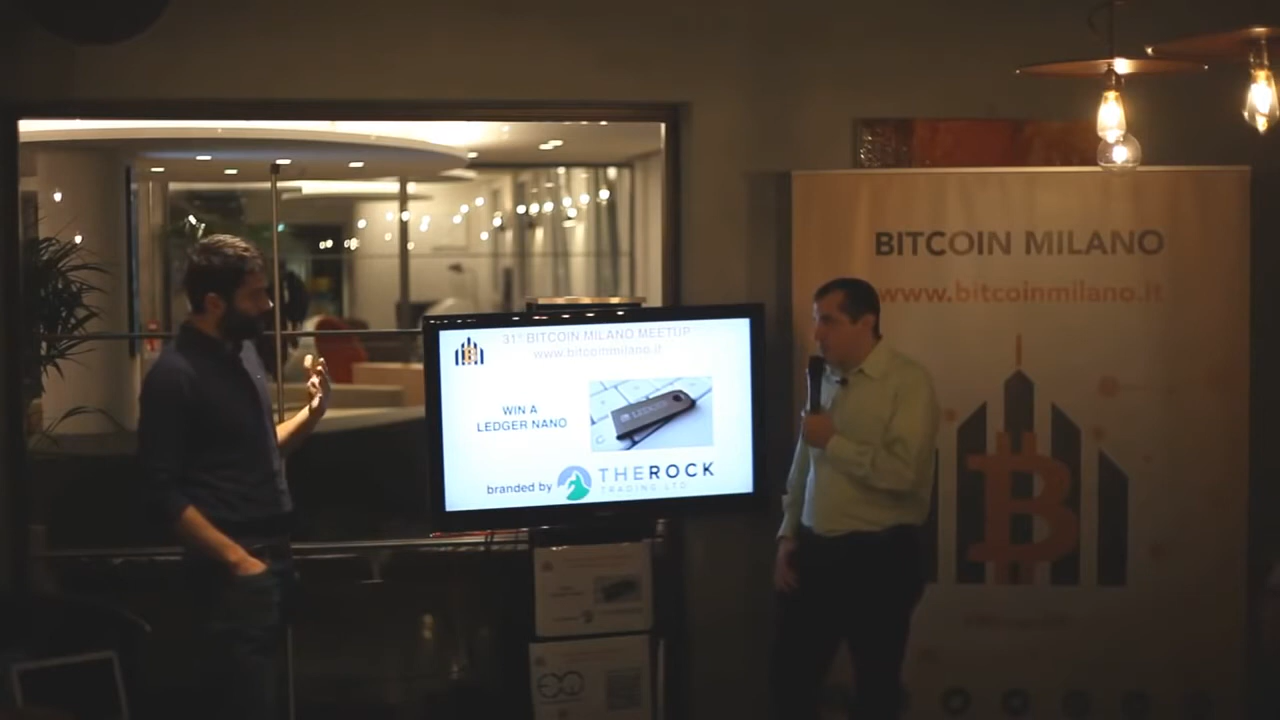 31° BITCOIN MILANO MEETUP
www.bitcoinmilano.it
WIN A
LEDGER NANO
LEDGER
branded by THEROCK
TRADING LTD
BITCOIN MILANO
www.bitcoinmilano.it